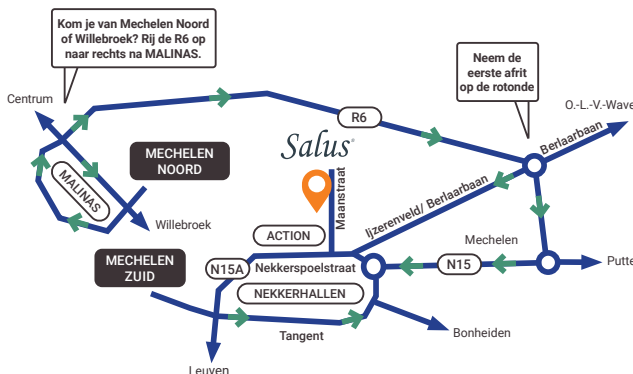 Kom je van Mechelen Noord
of Willebroek? Rij de R6 op
naar rechts na MALINAS.
Neem de
eerste afrit
op de rotonde
Centrum
O.-L.-V.-Wave
R6
Berlaarbaan
Salus
MECHELEN
NOORD
MALINAS
Maanstraat
Ijzerenveld/ Berlaarbaan
Willebroek
ACTION
Mechelen
MECHELEN
ZUID
N15A
Nekkerspoelstraat
N15
Putte
NEKKERHALLEN
Tangent
Bonheiden
Leuven